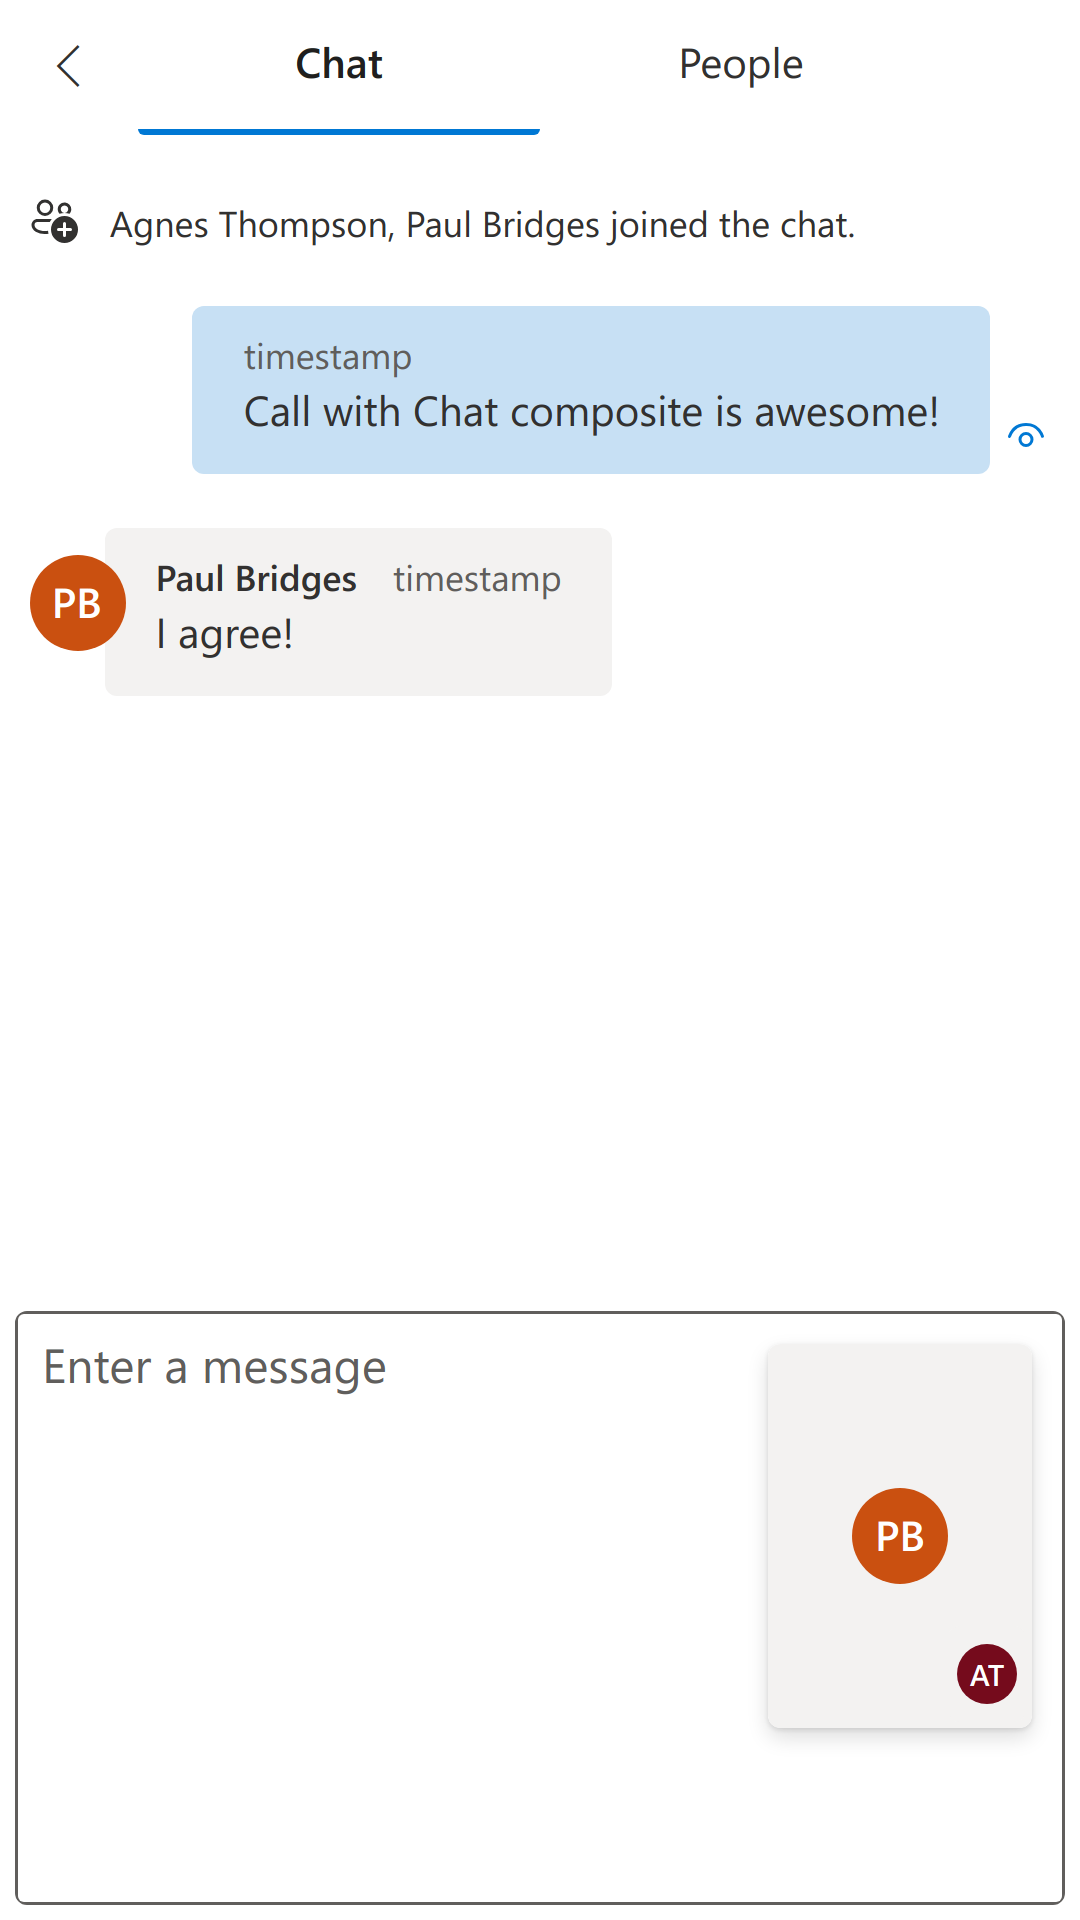 Chat People
Agnes Thompson, Paul Bridges joined the chat.
timestamp
Call with Chat composite is awesome!
PB
Paul Bridges timestamp
I agree!
Enter a message
PB
AT